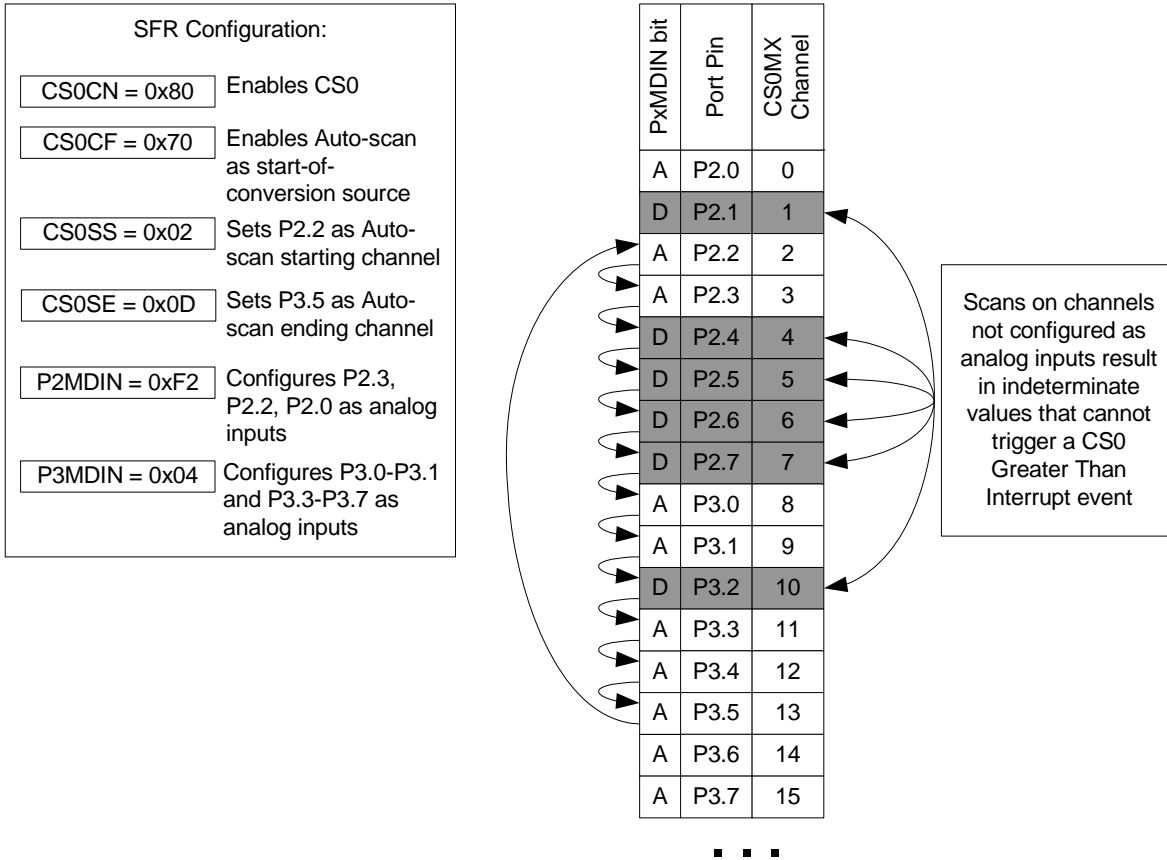 SFR Configuration:
CS0CN = 0x80
Enables CS0
CS0CF = 0x70
Enables Auto-scan
as start-of-
conversion source
CS0SS = 0x02
Sets P2.2 as Auto-
scan starting channel
CS0SE = 0x0D
Sets P3.5 as Auto-
scan ending channel
P2MDIN = 0xF2
Configures P2.3,
P2.2, P2.0 as analog
inputs
P3MDIN = 0x04
Configures P3.0-P3.1
and P3.3-P3.7 as
analog inputs
PxMDIN bit
Port Pin
CS0MX
Channel
A P2.0 0
D P2.1 1
A P2.2 2
A P2.3 3
D P2.4 4
D P2.5 5
D P2.6 6
D P2.7 7
A P3.0 8
A P3.1 9
D P3.2 10
A P3.3 11
A P3.4 12
A P3.5 13
A P3.6 14
A P3.7 15
. . .
Scans on channels
not configured as
analog inputs result
in indeterminate
values that cannot
trigger a CS0
Greater Than
Interrupt event